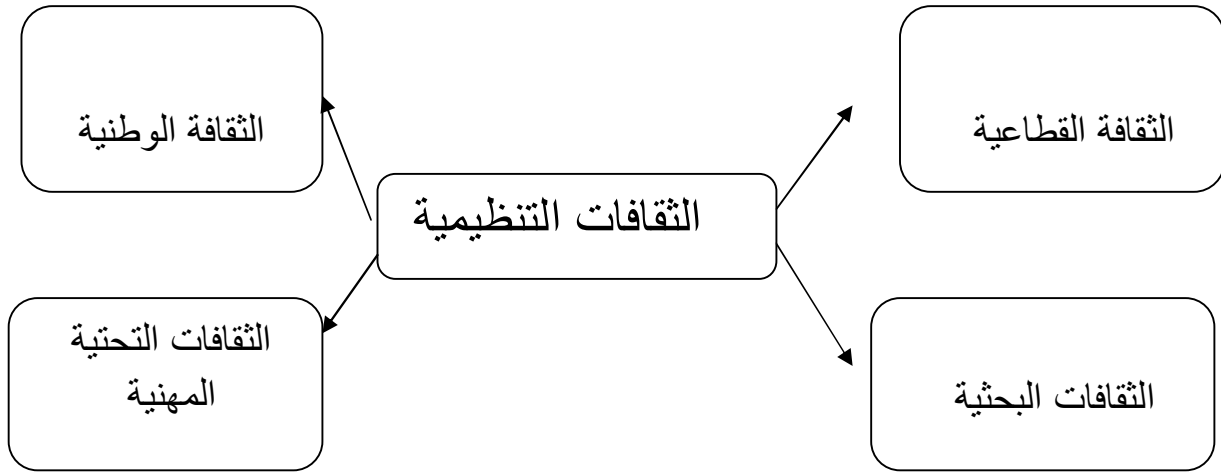 الثقافة القطاعية
الثقافة الوطنية
الثقافات التنظيمية
الثقافات التحتية
المهنية
الثقافات البحثية